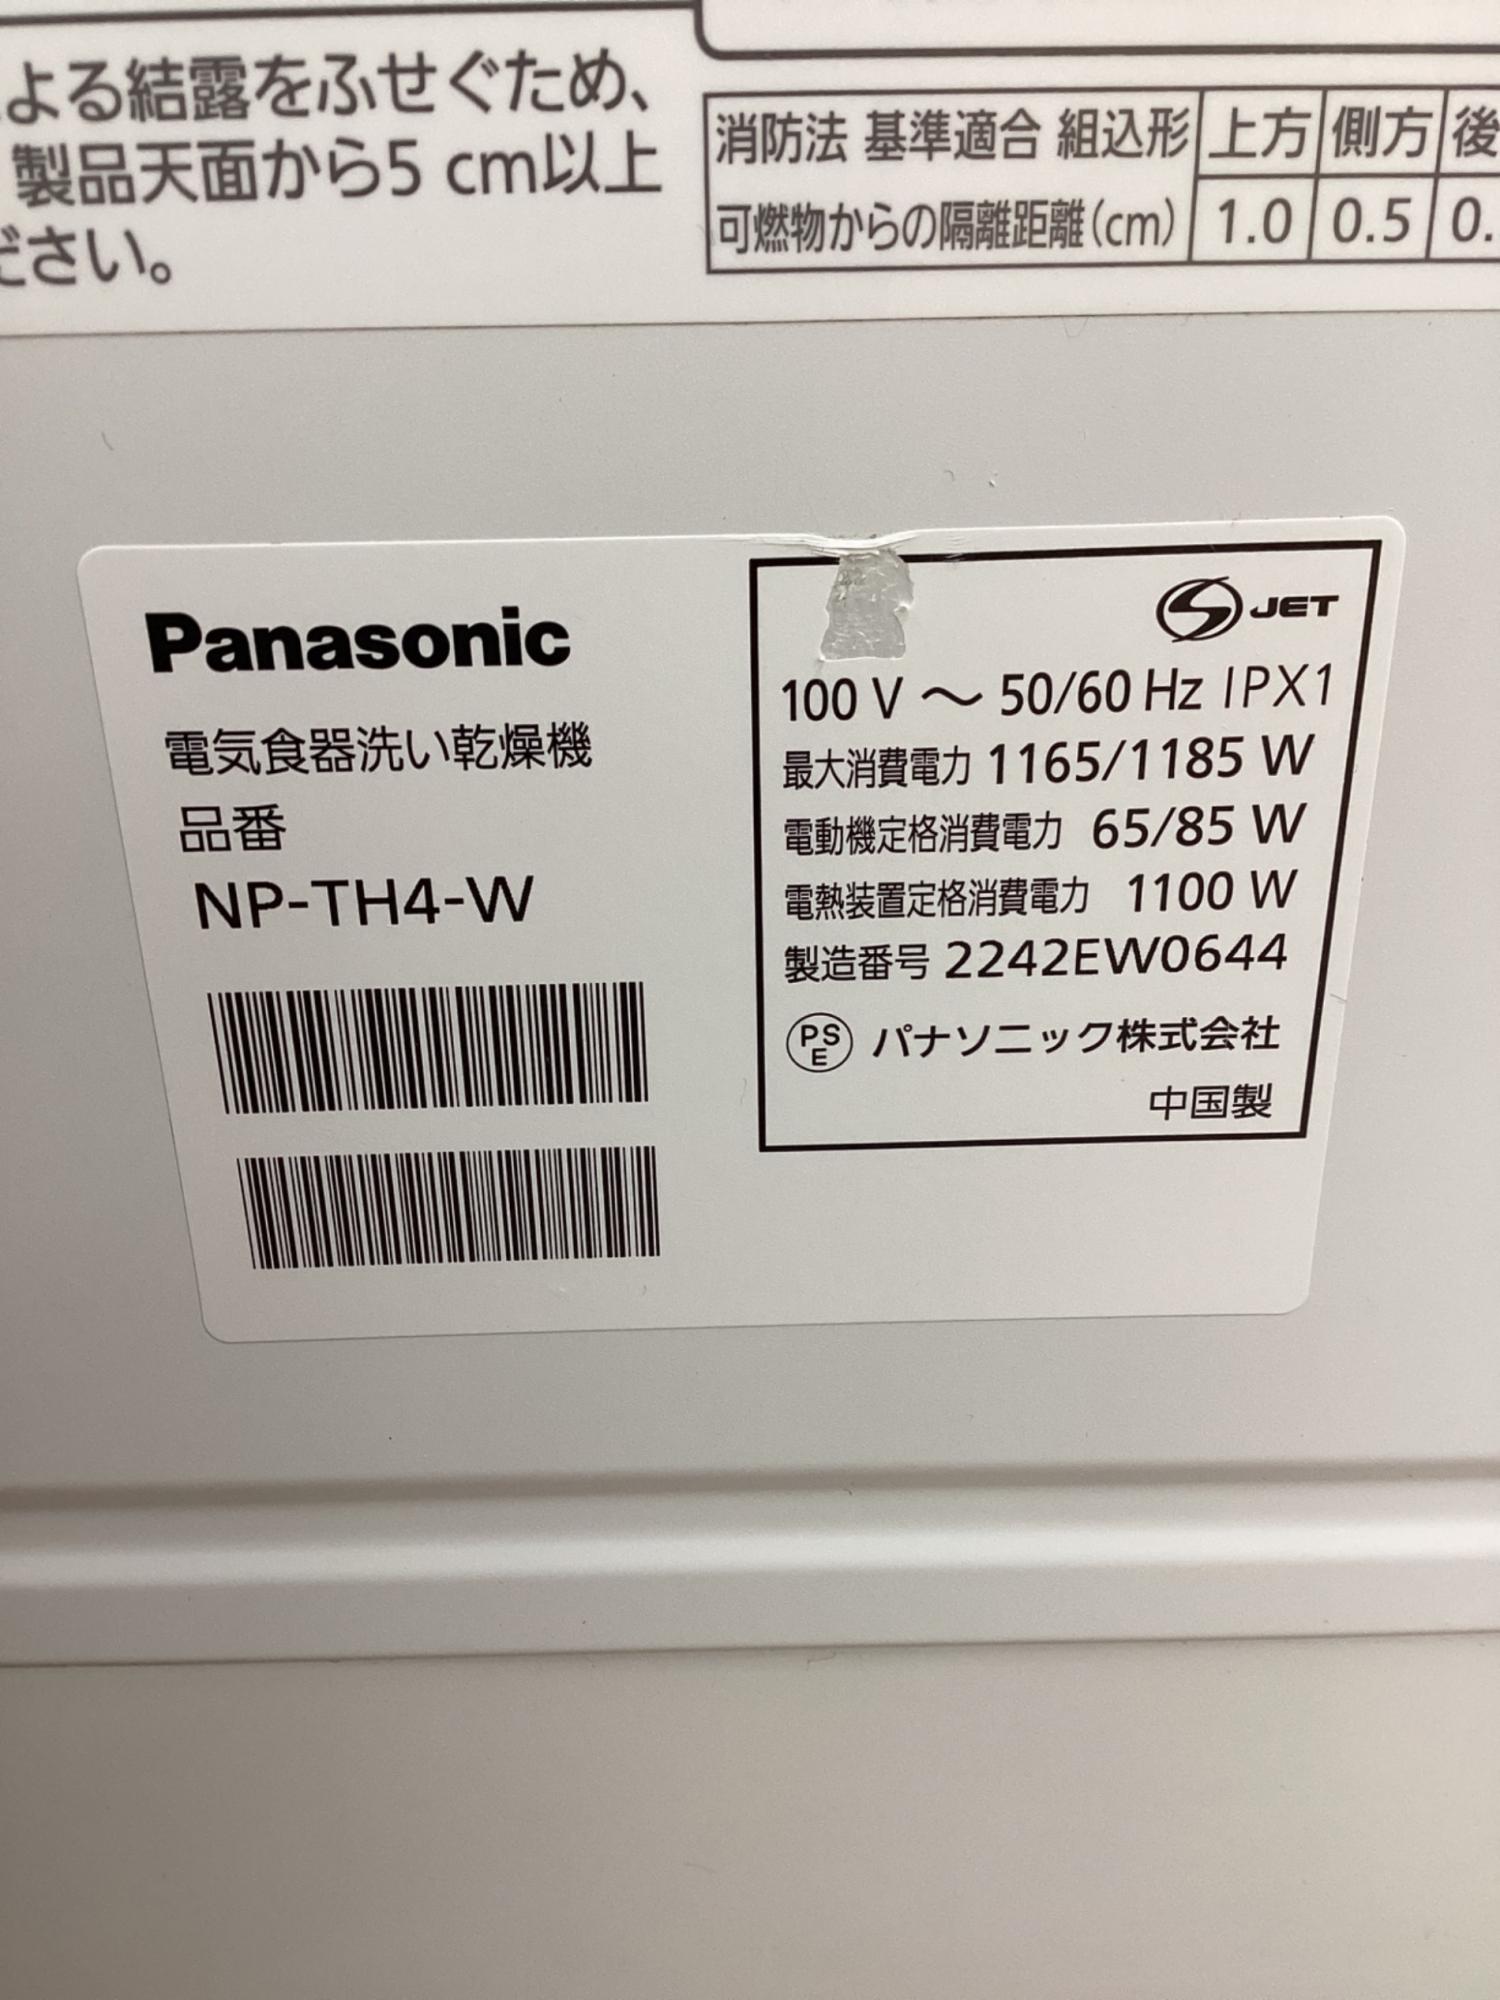 よる結露をふせぐため、
製品天面から5 cm以上
ださい。
消防法 基準適合 組込形 上方 側方 後
可燃物からの隔離距離(cm) 1.0 0.5 0.
Panasonic
電気食器洗い乾燥機
品番
NP-TH4-W
JET
100 V ～ 50/60 Hz IPX1
最大消費電力 1165/1185 W
電動機定格消費電力 65/85 W
電熱装置定格消費電力 1100 W
製造番号 2242EW0644
PSE パナソニック株式会社
中国製